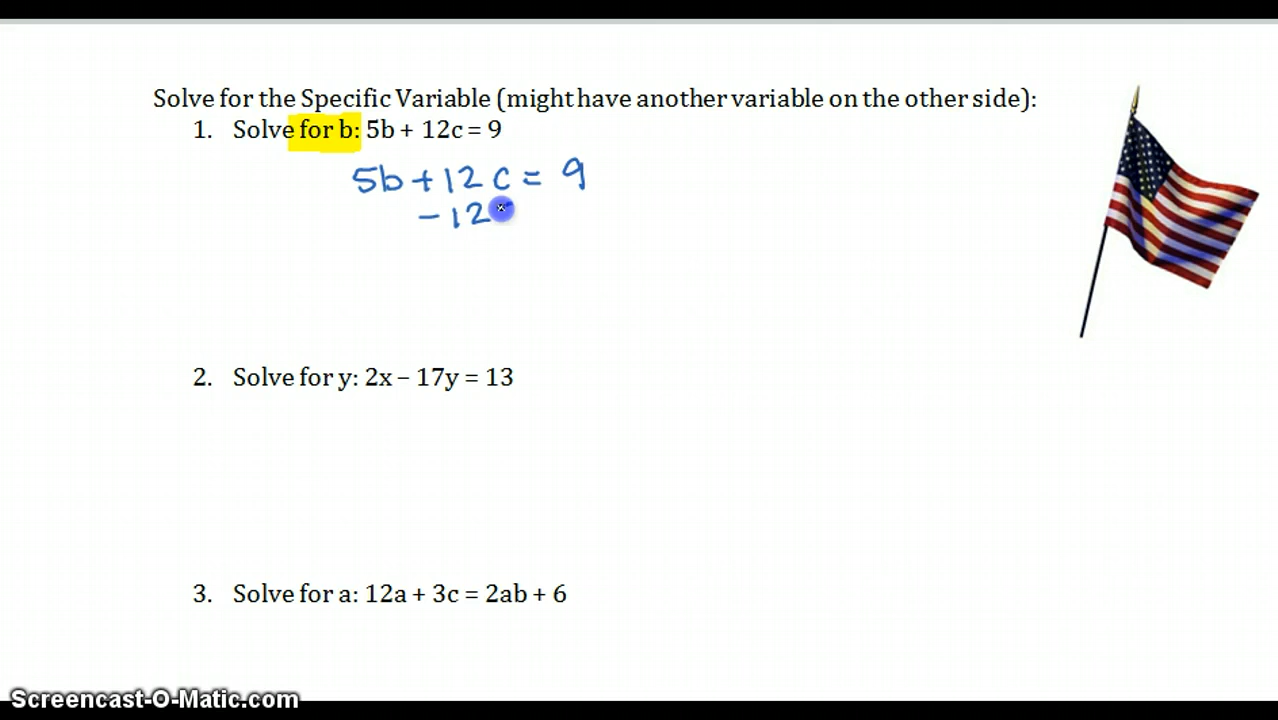 Solve for the Specific Variable (might have another variable on the other side):
1. Solve for b: 5b + 12c = 9
5b + 12c = 9
- 12
2. Solve for y: 2x – 17y = 13
3. Solve for a: 12a + 3c = 2ab + 6
Screencast-O-Matic.com